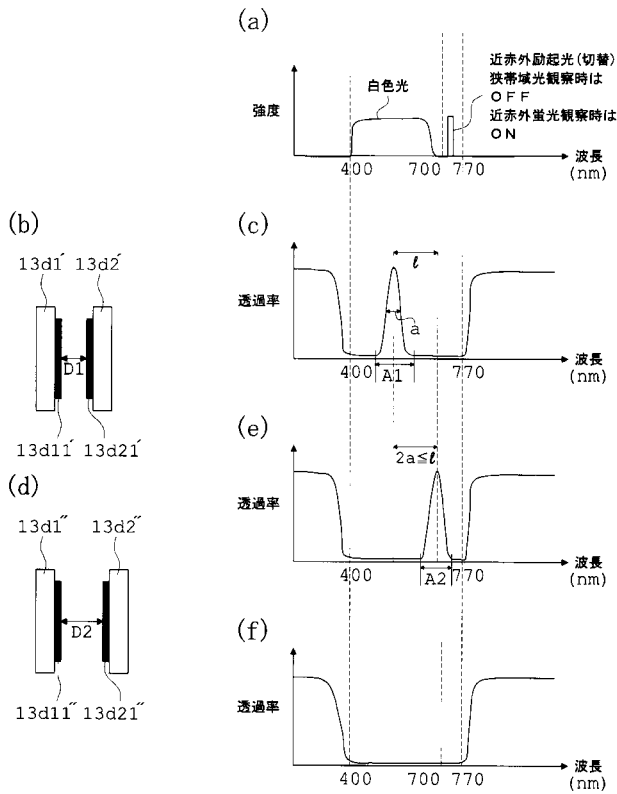 (a)
近赤外励起光(切替)
狭帯域光観察時は
OFF
近赤外蛍光観察時は
ON
白色光
強度
400
700
770
波長
(nm)
(b)
13d1′
13d2′
D1
13d11′
13d21′
(c)
透過率
ℓ
a
A1
400
770
波長
(nm)
(d)
13d1″
13d2″
D2
13d11″
13d21″
(e)
透過率
2a≦ℓ
A2
400
770
波長
(nm)
(f)
透過率
400
700
770
波長
(nm)